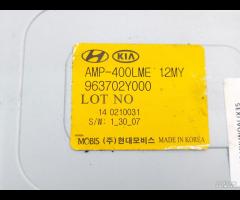 HYUNDAI KIA
AMP-400LME 12MY
963702Y000
LOT NO
14 0210031
S/W: 1_30_07
MOBIS (주)현대모비스 MADE IN KOREA